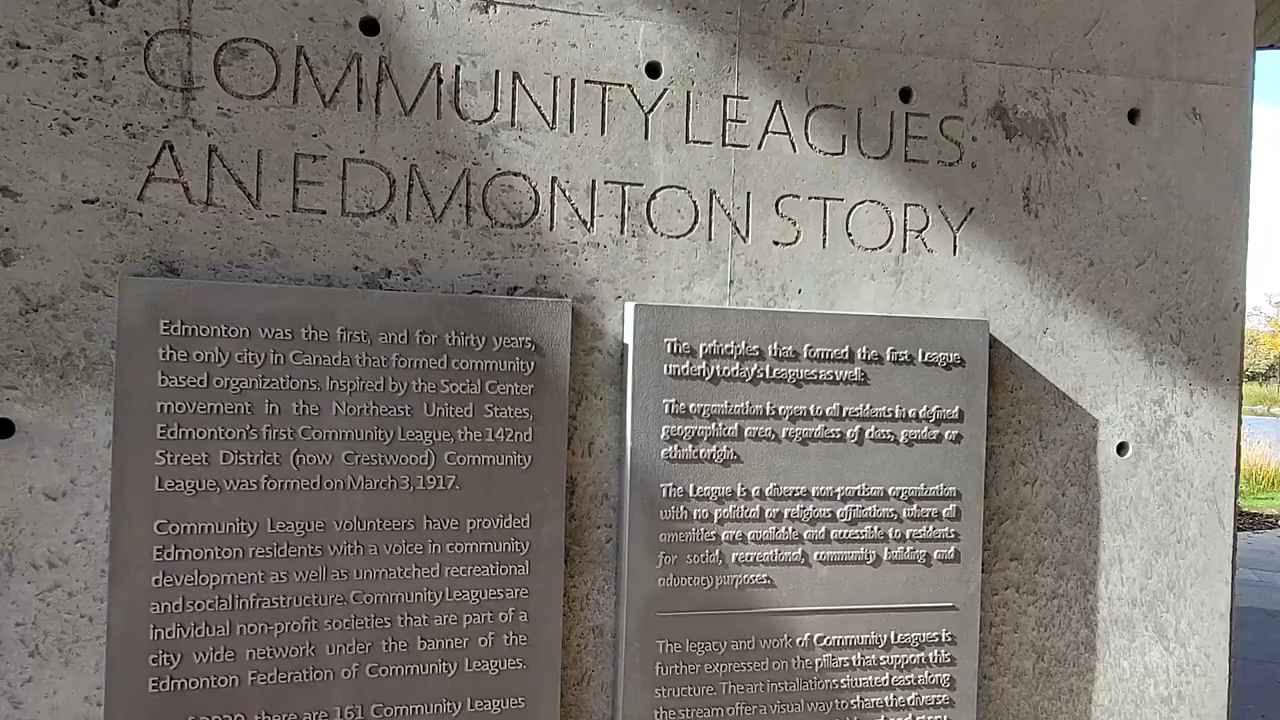 COMMUNITY LEAGUES:
AN EDMONTON STORY
Edmonton was the first, and for thirty years,
the only city in Canada that formed community
based organizations. Inspired by the Social Center
movement in the Northeast United States,
Edmonton's first Community League, the 142nd
Street District (now Crestwood) Community
League, was formed on March 3, 1917.
Community League volunteers have provided
Edmonton residents with a voice in community
development as well as unmatched recreational
and social infrastructure. Community Leagues are
individual non-profit societies that are part of a
city wide network under the banner of the
Edmonton Federation of Community Leagues.
2020, there are 161 Community Leagues
The principles that formed the first League
underly today's Leagues as well:
The organization is open to all residents in a defined
geographical area, regardless of class, gender or
ethnic origin.
The League is a diverse non-partisan organization
with no political or religious affiliations, where all
amenities are available and accessible to residents
for social, recreational, community building and
advocacy purposes.
The legacy and work of Community Leagues is
further expressed on the pillars that support this
structure. The art installations situated east along
the stream offer a visual way to share the diverse